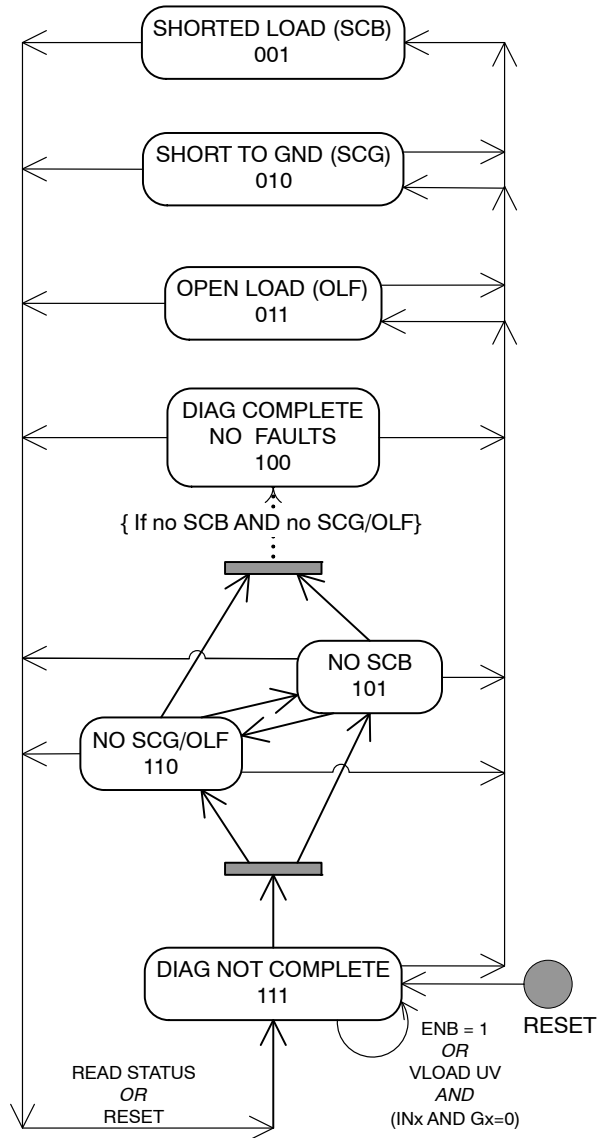 SHORTED LOAD (SCB)
001
SHORT TO GND (SCG)
010
OPEN LOAD (OLF)
011
DIAG COMPLETE
NO FAULTS
100
{ If no SCB AND no SCG/OLF}
NO SCB
101
NO SCG/OLF
110
DIAG NOT COMPLETE
111
RESET
ENB = 1
OR
VLOAD UV
AND
(INx AND Gx=0)
READ STATUS
OR
RESET